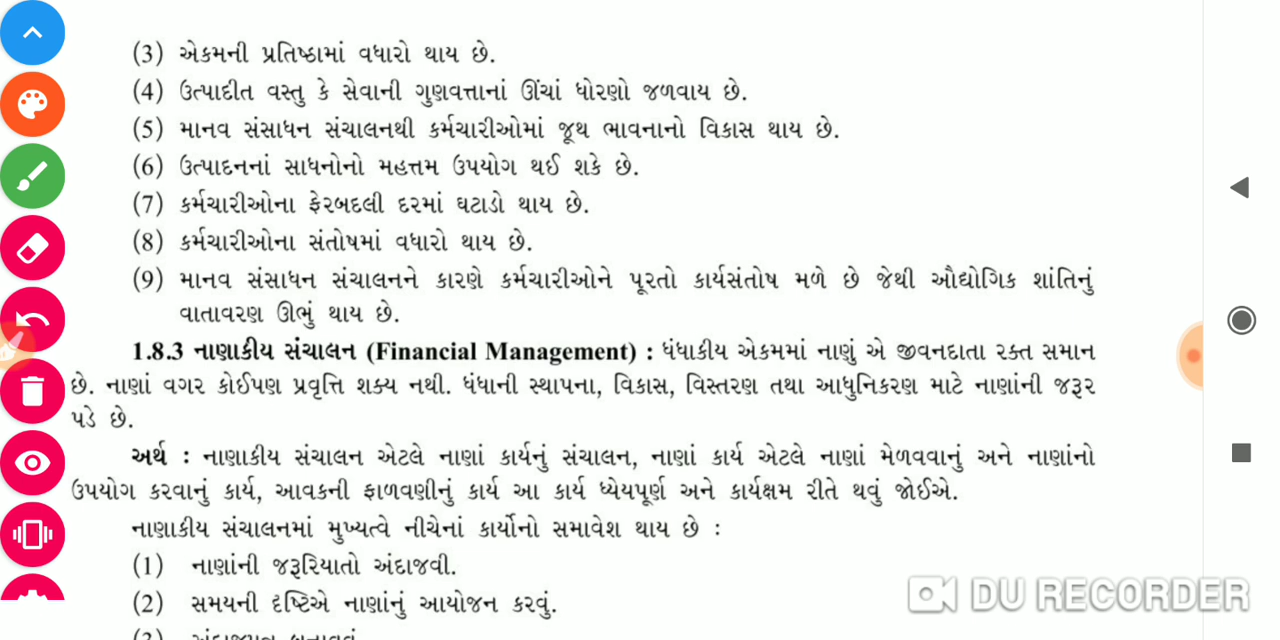 (3) એકમની પ્રતિષ્ઠામાં વધારો થાય છે.
(4) ઉત્પાદીત વસ્તુ કે સેવાની ગુણવત્તાનાં ઊંચાં ધોરણો જળવાય છે.
(5) માનવ સંસાધન સંચાલનથી કર્મચારીઓમાં જૂથ ભાવનાનો વિકાસ થાય છે.
(6) ઉત્પાદનનાં સાધનોનો મહત્તમ ઉપયોગ થઈ શકે છે.
(7) કર્મચારીઓના ફેરબદલી દરમાં ઘટાડો થાય છે.
(8) કર્મચારીઓના સંતોષમાં વધારો થાય છે.
(9) માનવ સંસાધન સંચાલનને કારણે કર્મચારીઓને પૂરતો કાર્યસંતોષ મળે છે જેથી ઔદ્યોગિક શાંતિનું
વાતાવરણ ઊભું થાય છે.
1.8.3 નાણાકીય સંચાલન (Financial Management) : ધંધાકીય એકમમાં નાણું એ જીવનદાતા રક્ત સમાન
છે. નાણાં વગર કોઈપણ પ્રવૃત્તિ શક્ય નથી. ધંધાની સ્થાપના, વિકાસ, વિસ્તરણ તથા આધુનિકરણ માટે નાણાંની જરૂર
પડે છે.
અર્થ : નાણાકીય સંચાલન એટલે નાણાં કાર્યનું સંચાલન, નાણાં કાર્ય એટલે નાણાં મેળવવાનું અને નાણાંનો
ઉપયોગ કરવાનું કાર્ય, આવકની ફાળવણીનું કાર્ય આ કાર્ય ધ્યેયપૂર્ણ અને કાર્યક્ષમ રીતે થવું જોઈએ.
નાણાકીય સંચાલનમાં મુખ્યત્વે નીચેનાં કાર્યોનો સમાવેશ થાય છે :
(1) નાણાંની જરૂરિયાતો અંદાજવી.
(2) સમયની દૃષ્ટિએ નાણાંનું આયોજન કરવું.
(3) અંદાજપત્ર બનાવવું
DU RECORDER